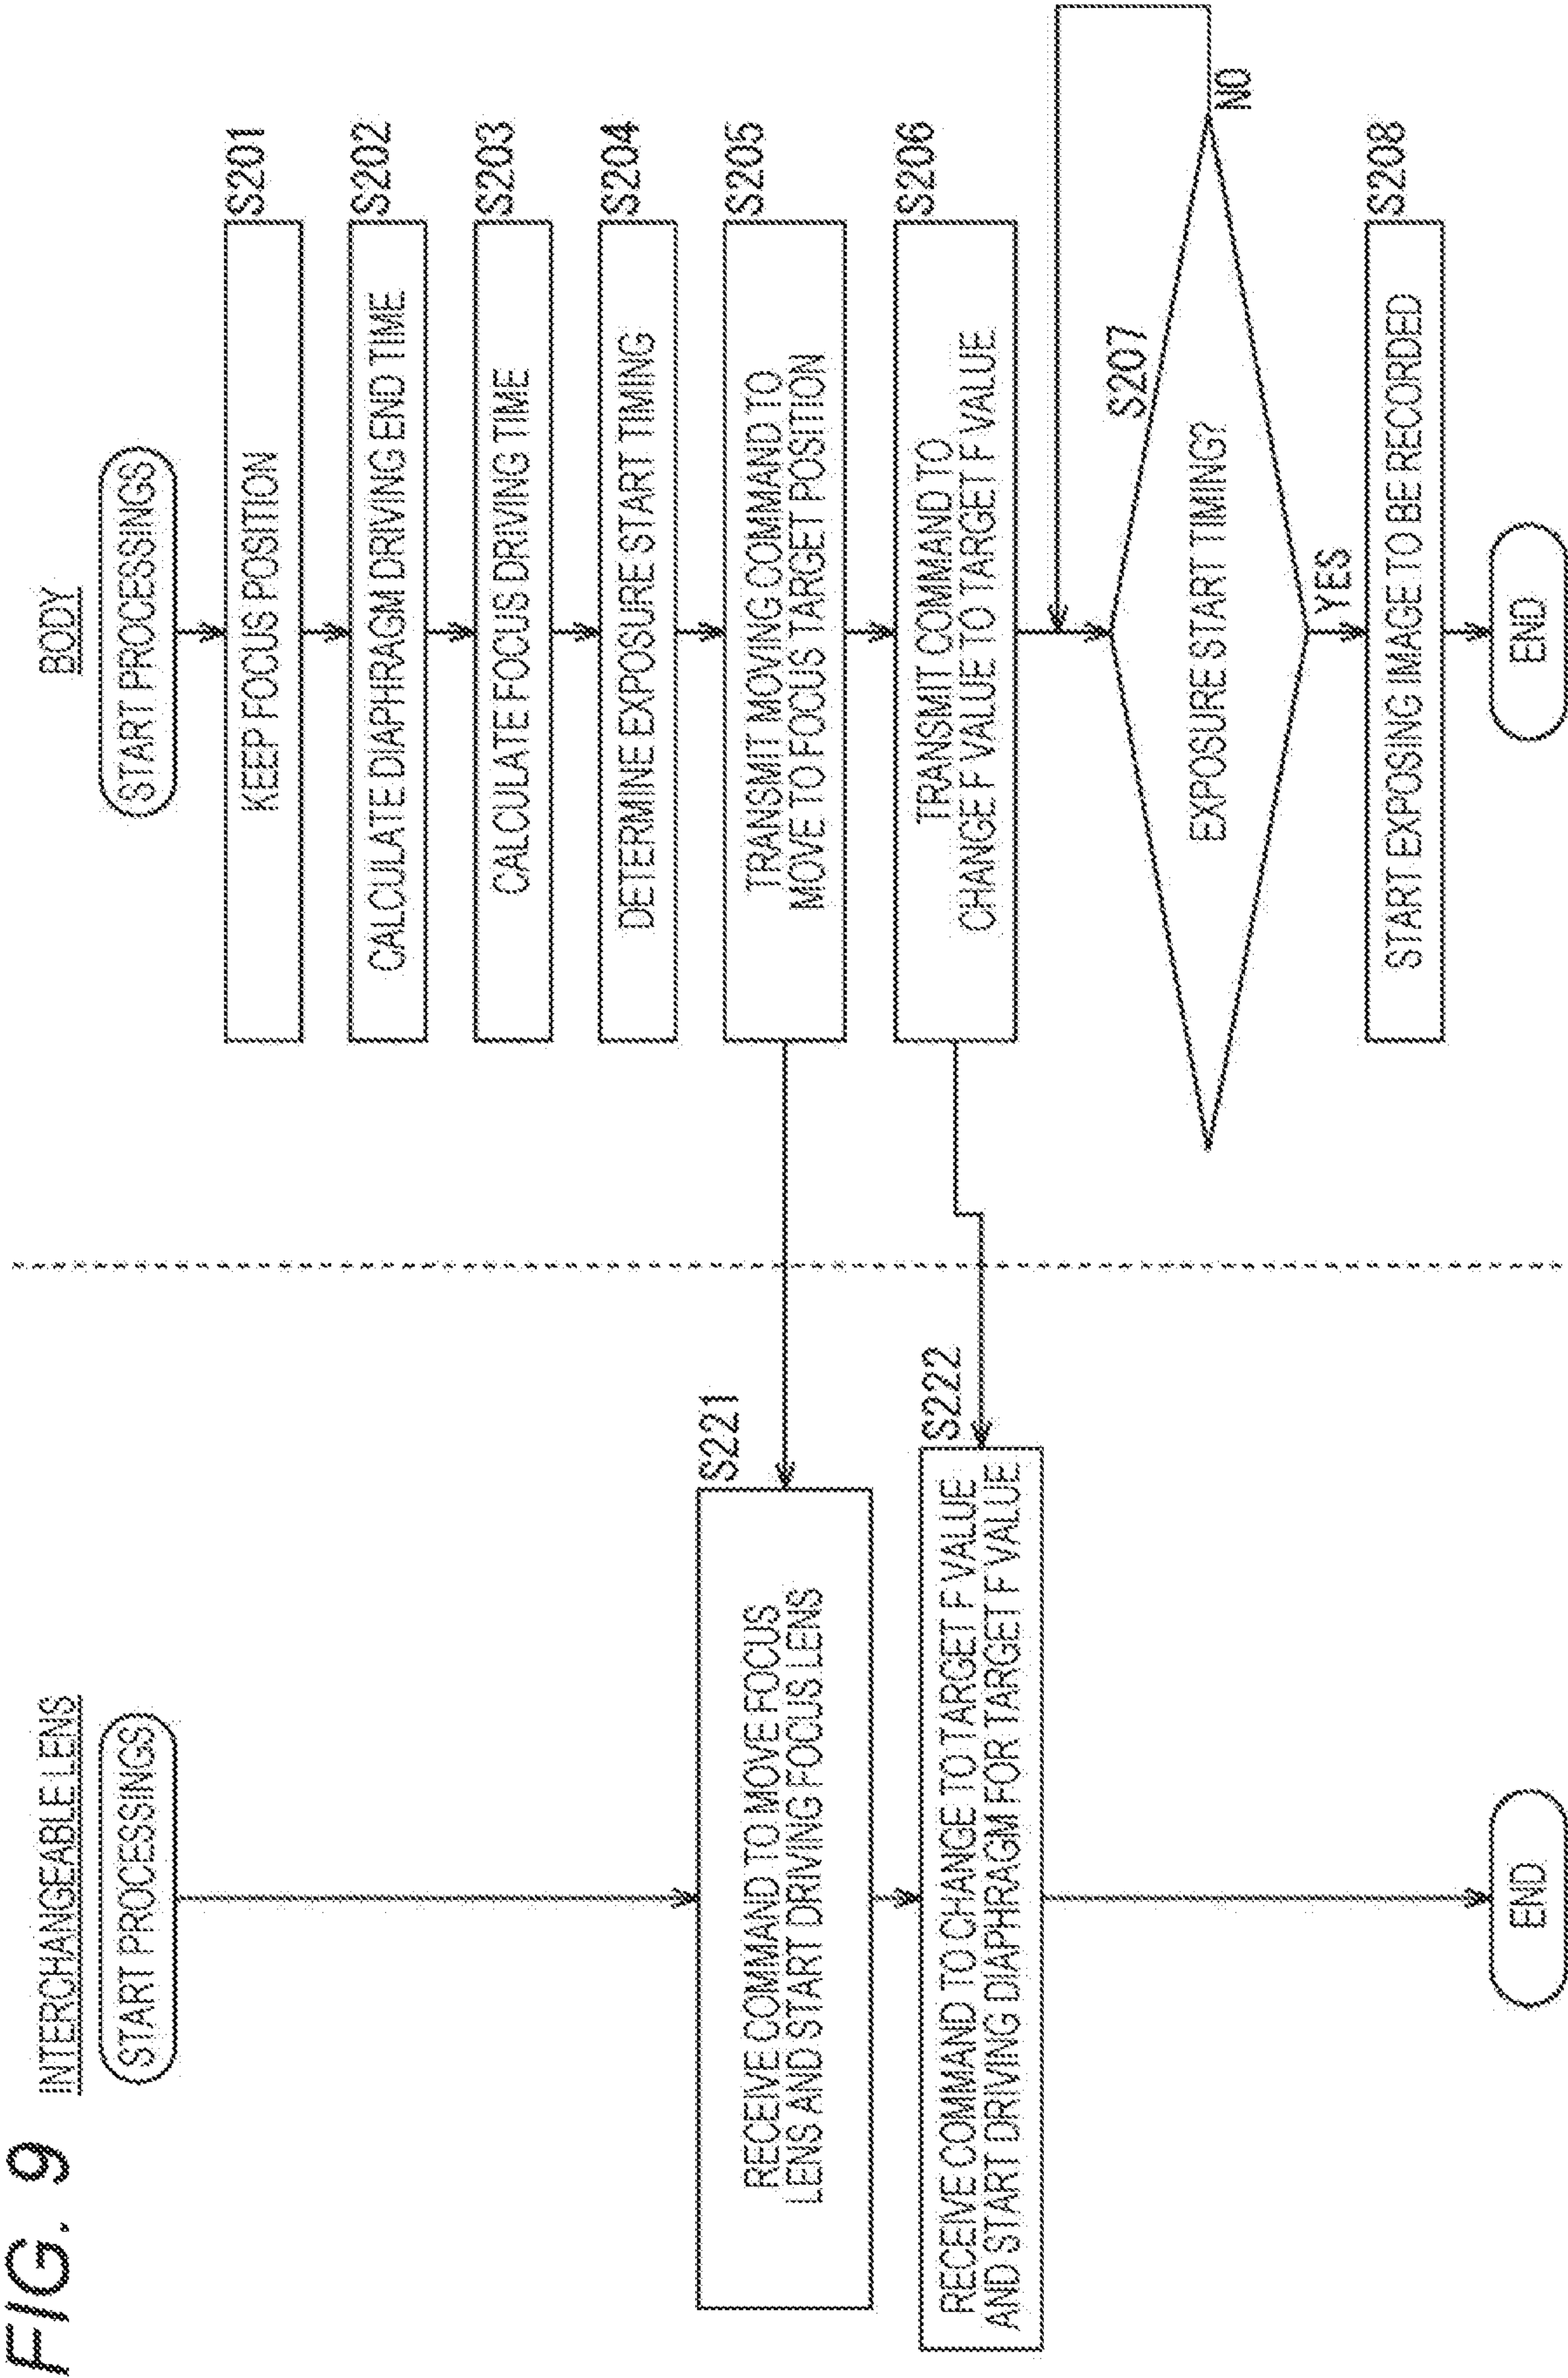 FIG. 9
INTERCHANGEABLE LENS
START PROCESSINGS
S221
RECEIVE COMMAND TO MOVE FOCUS
LENS AND START DRIVING FOCUS LENS
S222
RECEIVE COMMAND TO CHANGE TO TARGET F VALUE
AND START DRIVING DIAPHRAGM FOR TARGET F VALUE
END
BODY
START PROCESSINGS
S201
KEEP FOCUS POSITION
S202
CALCULATE DIAPHRAGM DRIVING END TIME
S203
CALCULATE FOCUS DRIVING TIME
S204
DETERMINE EXPOSURE START TIMING
S205
TRANSMIT MOVING COMMAND TO
MOVE TO FOCUS TARGET POSITION
S206
TRANSMIT COMMAND TO
CHANGE F VALUE TO TARGET F VALUE
S207
EXPOSURE START TIMING?
NO
YES
S208
START EXPOSING IMAGE TO BE RECORDED
END